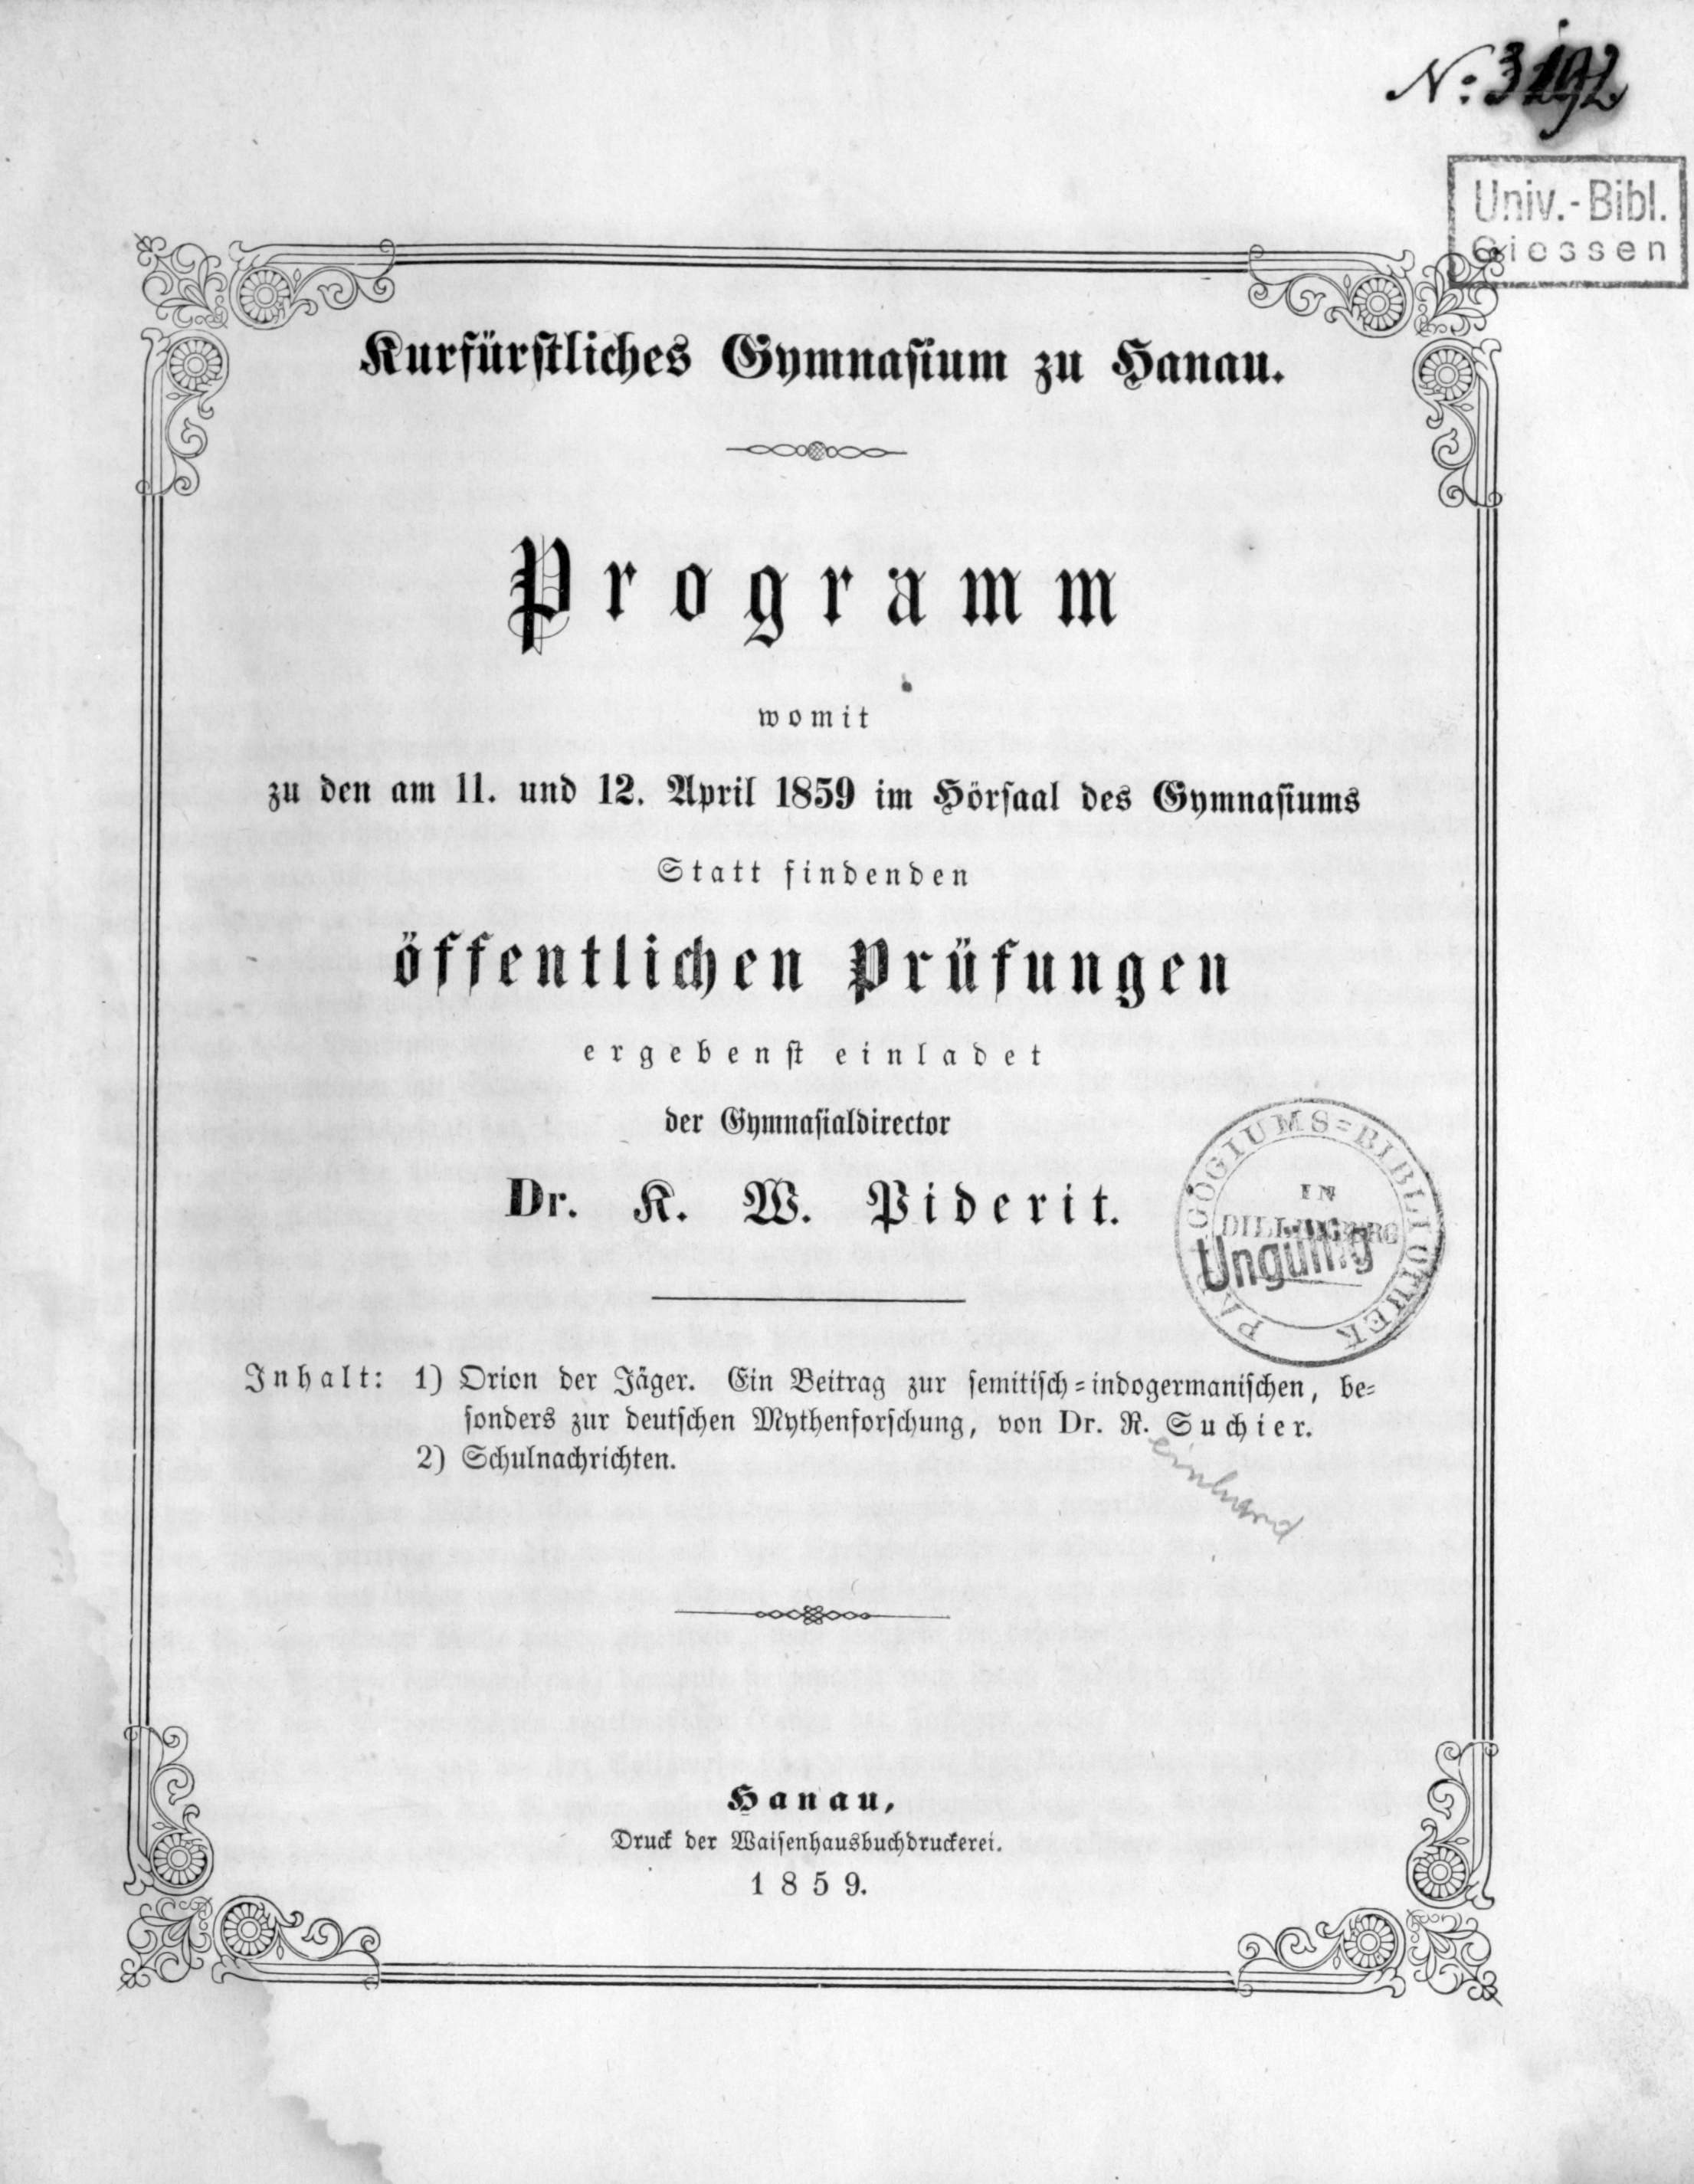 Univ.-Bibl.
Giessen
Kurfürstliches Gymnasium zu Hanau.
Programm
womit
zu den am 11. und 12. April 1859 im Hörsaal des Gymnasiums
Statt findenden
öffentlichen Prüfungen
ergebenst einladet
der Gymnasialdirector
Dr. K. W. Piderit.
PÄDAGOGIUMS=BIBLIOTHEK
IN
DILLENBURG
Ungültig
Inhalt: 1) Orion der Jäger. Ein Beitrag zur semitisch=indogermanischen, be=
sonders zur deutschen Mythenforschung, von Dr. R. Suchier.
einhard
2) Schulnachrichten.
Hanau,
Druck der Waisenhausbuchdruckerei.
1859.